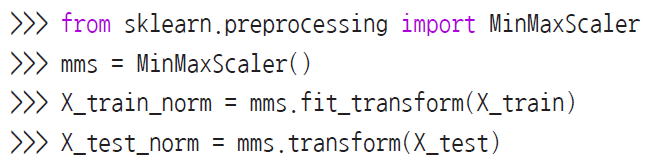 >>> from sklearn.preprocessing import MinMaxScaler
>>> mms = MinMaxScaler()
>>> X_train_norm = mms.fit_transform(X_train)
>>> X_test_norm = mms.transform(X_test)